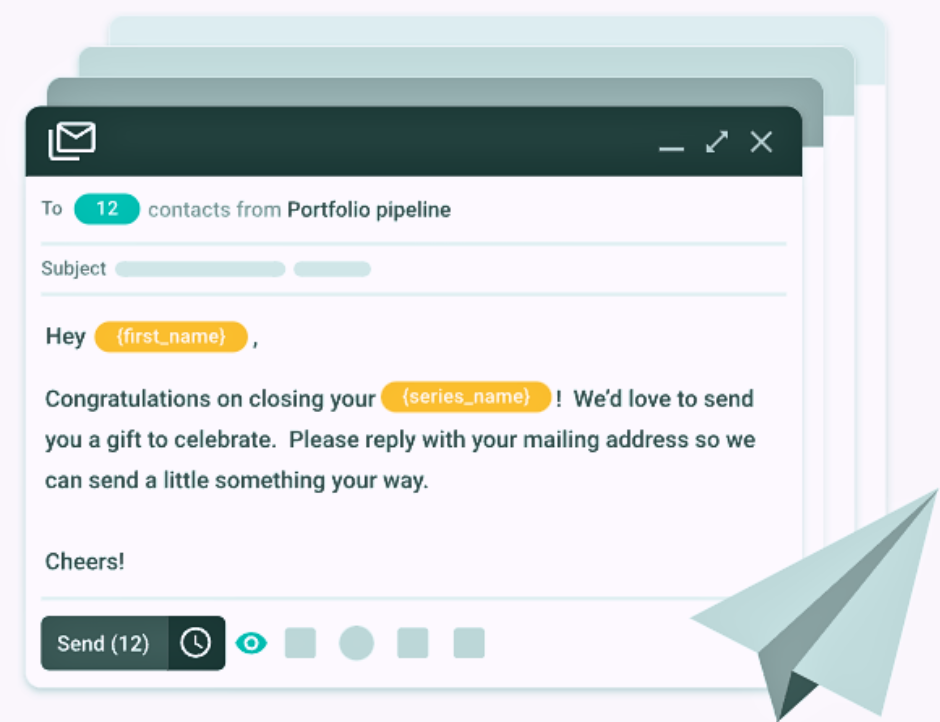 To 12 contacts from Portfolio pipeline
Subject
Hey {first_name} ,
Congratulations on closing your {series_name} ! We’d love to send
you a gift to celebrate. Please reply with your mailing address so we
can send a little something your way.
Cheers!
Send (12)